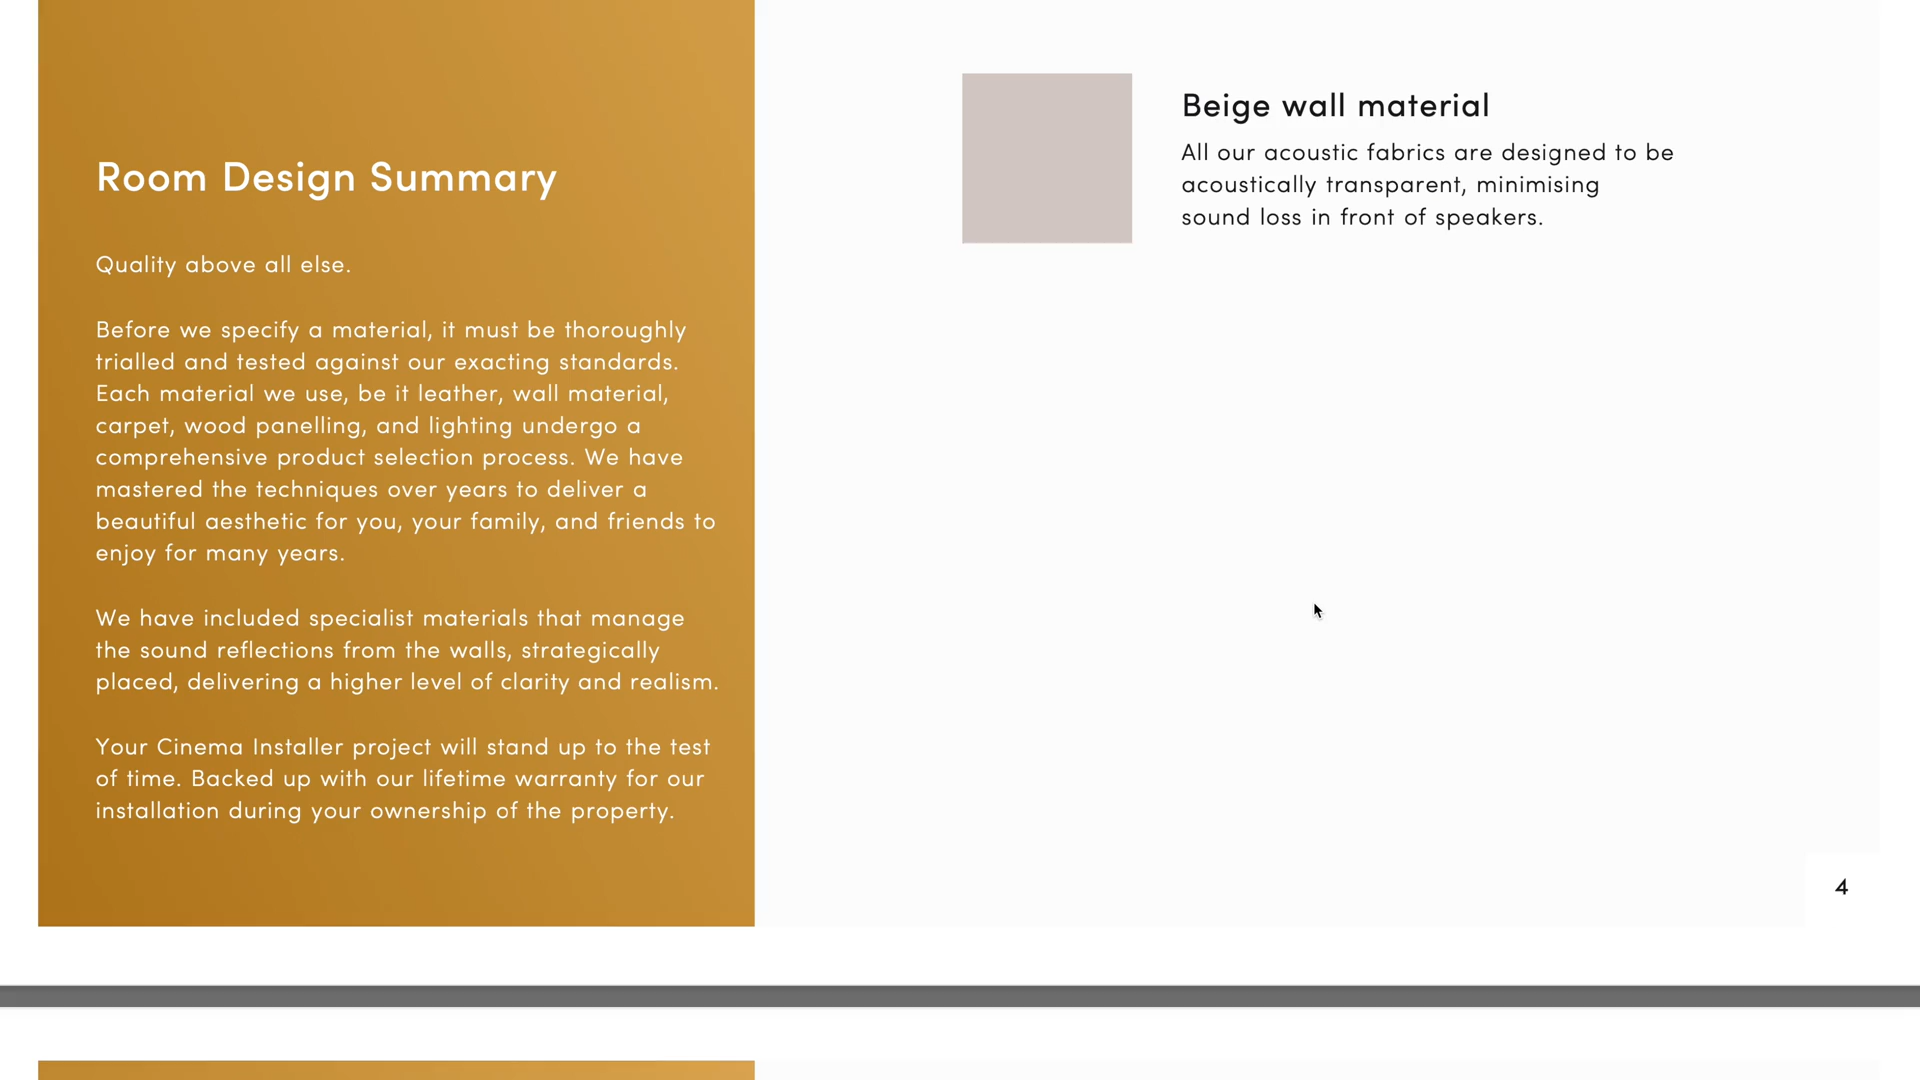 Room Design Summary
Quality above all else.
Before we specify a material, it must be thoroughly
trialled and tested against our exacting standards.
Each material we use, be it leather, wall material,
carpet, wood panelling, and lighting undergo a
comprehensive product selection process. We have
mastered the techniques over years to deliver a
beautiful aesthetic for you, your family, and friends to
enjoy for many years.
We have included specialist materials that manage
the sound reflections from the walls, strategically
placed, delivering a higher level of clarity and realism.
Your Cinema Installer project will stand up to the test
of time. Backed up with our lifetime warranty for our
installation during your ownership of the property.
Beige wall material
All our acoustic fabrics are designed to be
acoustically transparent, minimising
sound loss in front of speakers.
4